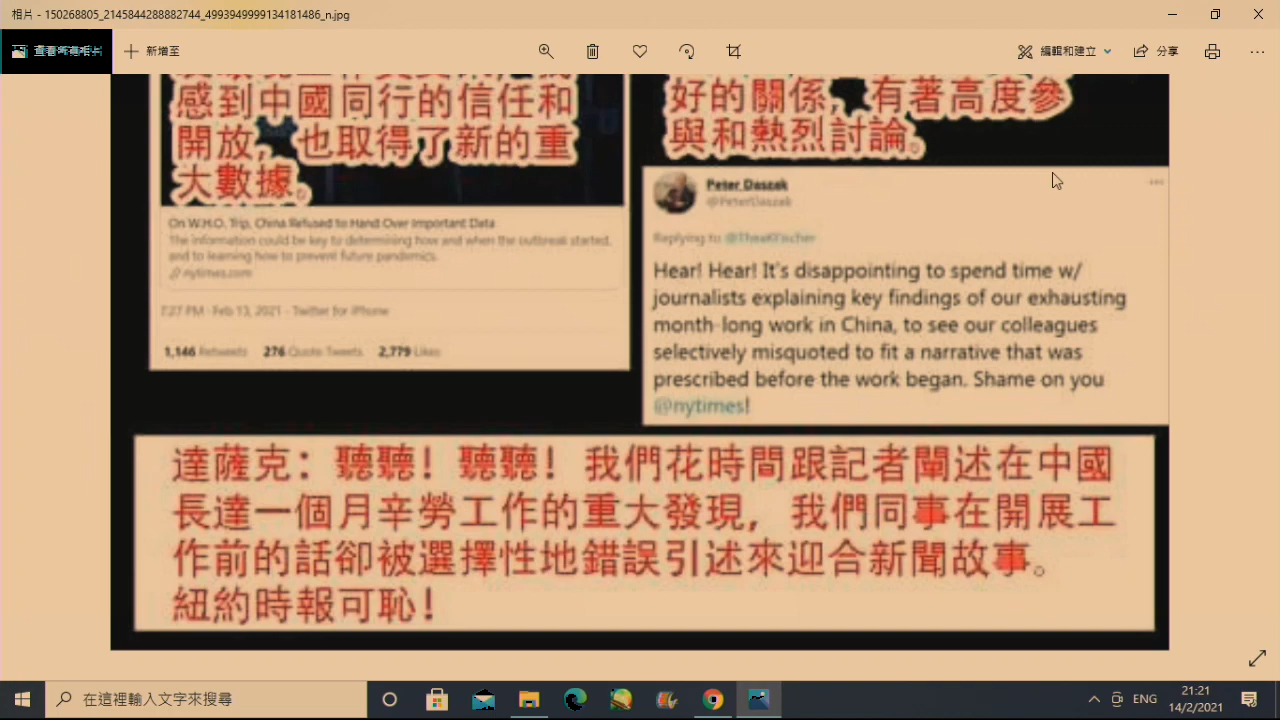 相片 - 150268805_2145844288882744_4993949999134181486_n.jpg
查看所有相片
新增至
編輯和建立
分享
感到中國同行的信任和
開放，也取得了新的重
大數據。
On W.H.O. Trip, China Refused to Hand Over Important Data
The information could be key to determining how and when the outbreak started,
and to learning how to prevent future pandemics.
nytimes.com
7:27 PM · Feb 13, 2021 · Twitter for iPhone
1,146 Retweets 276 Quote Tweets 2,779 Likes
好的關係，有著高度參
與和熱烈討論。
Peter Daszak
@PeterDaszak
Replying to @TheaKFischer
Hear! Hear! It's disappointing to spend time w/
journalists explaining key findings of our exhausting
month-long work in China, to see our colleagues
selectively misquoted to fit a narrative that was
prescribed before the work began. Shame on you
@nytimes!
達薩克：聽聽！聽聽！我們花時間跟記者闡述在中國
長達一個月辛勞工作的重大發現，我們同事在開展工
作前的話卻被選擇性地錯誤引述來迎合新聞故事。
紐約時報可恥！
在這裡輸入文字來搜尋
ENG
21:21
14/2/2021